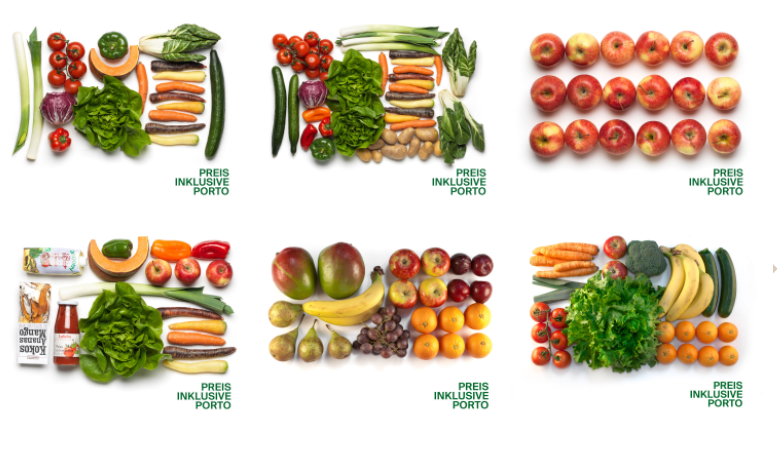 PREIS
INKLUSIVE
PORTO
PREIS
INKLUSIVE
PORTO
PREIS
INKLUSIVE
PORTO
Kokos
Ananas
Mango
PREIS
INKLUSIVE
PORTO
PREIS
INKLUSIVE
PORTO
PREIS
INKLUSIVE
PORTO